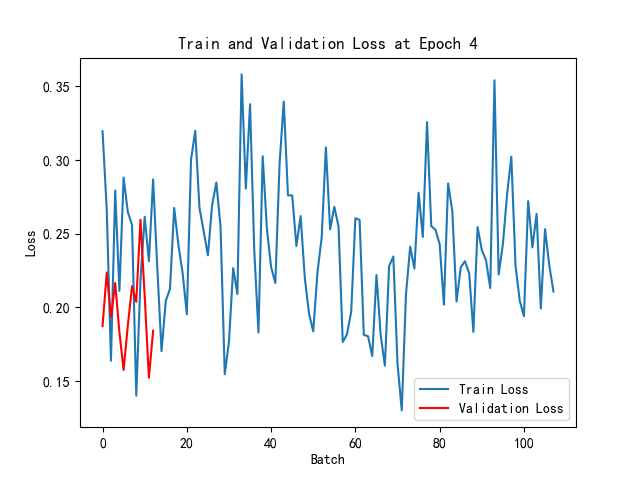 Train and Validation Loss at Epoch 4
Loss
0.35
0.30
0.25
0.20
0.15
0 20 40 60 80 100
Batch
Train Loss
Validation Loss